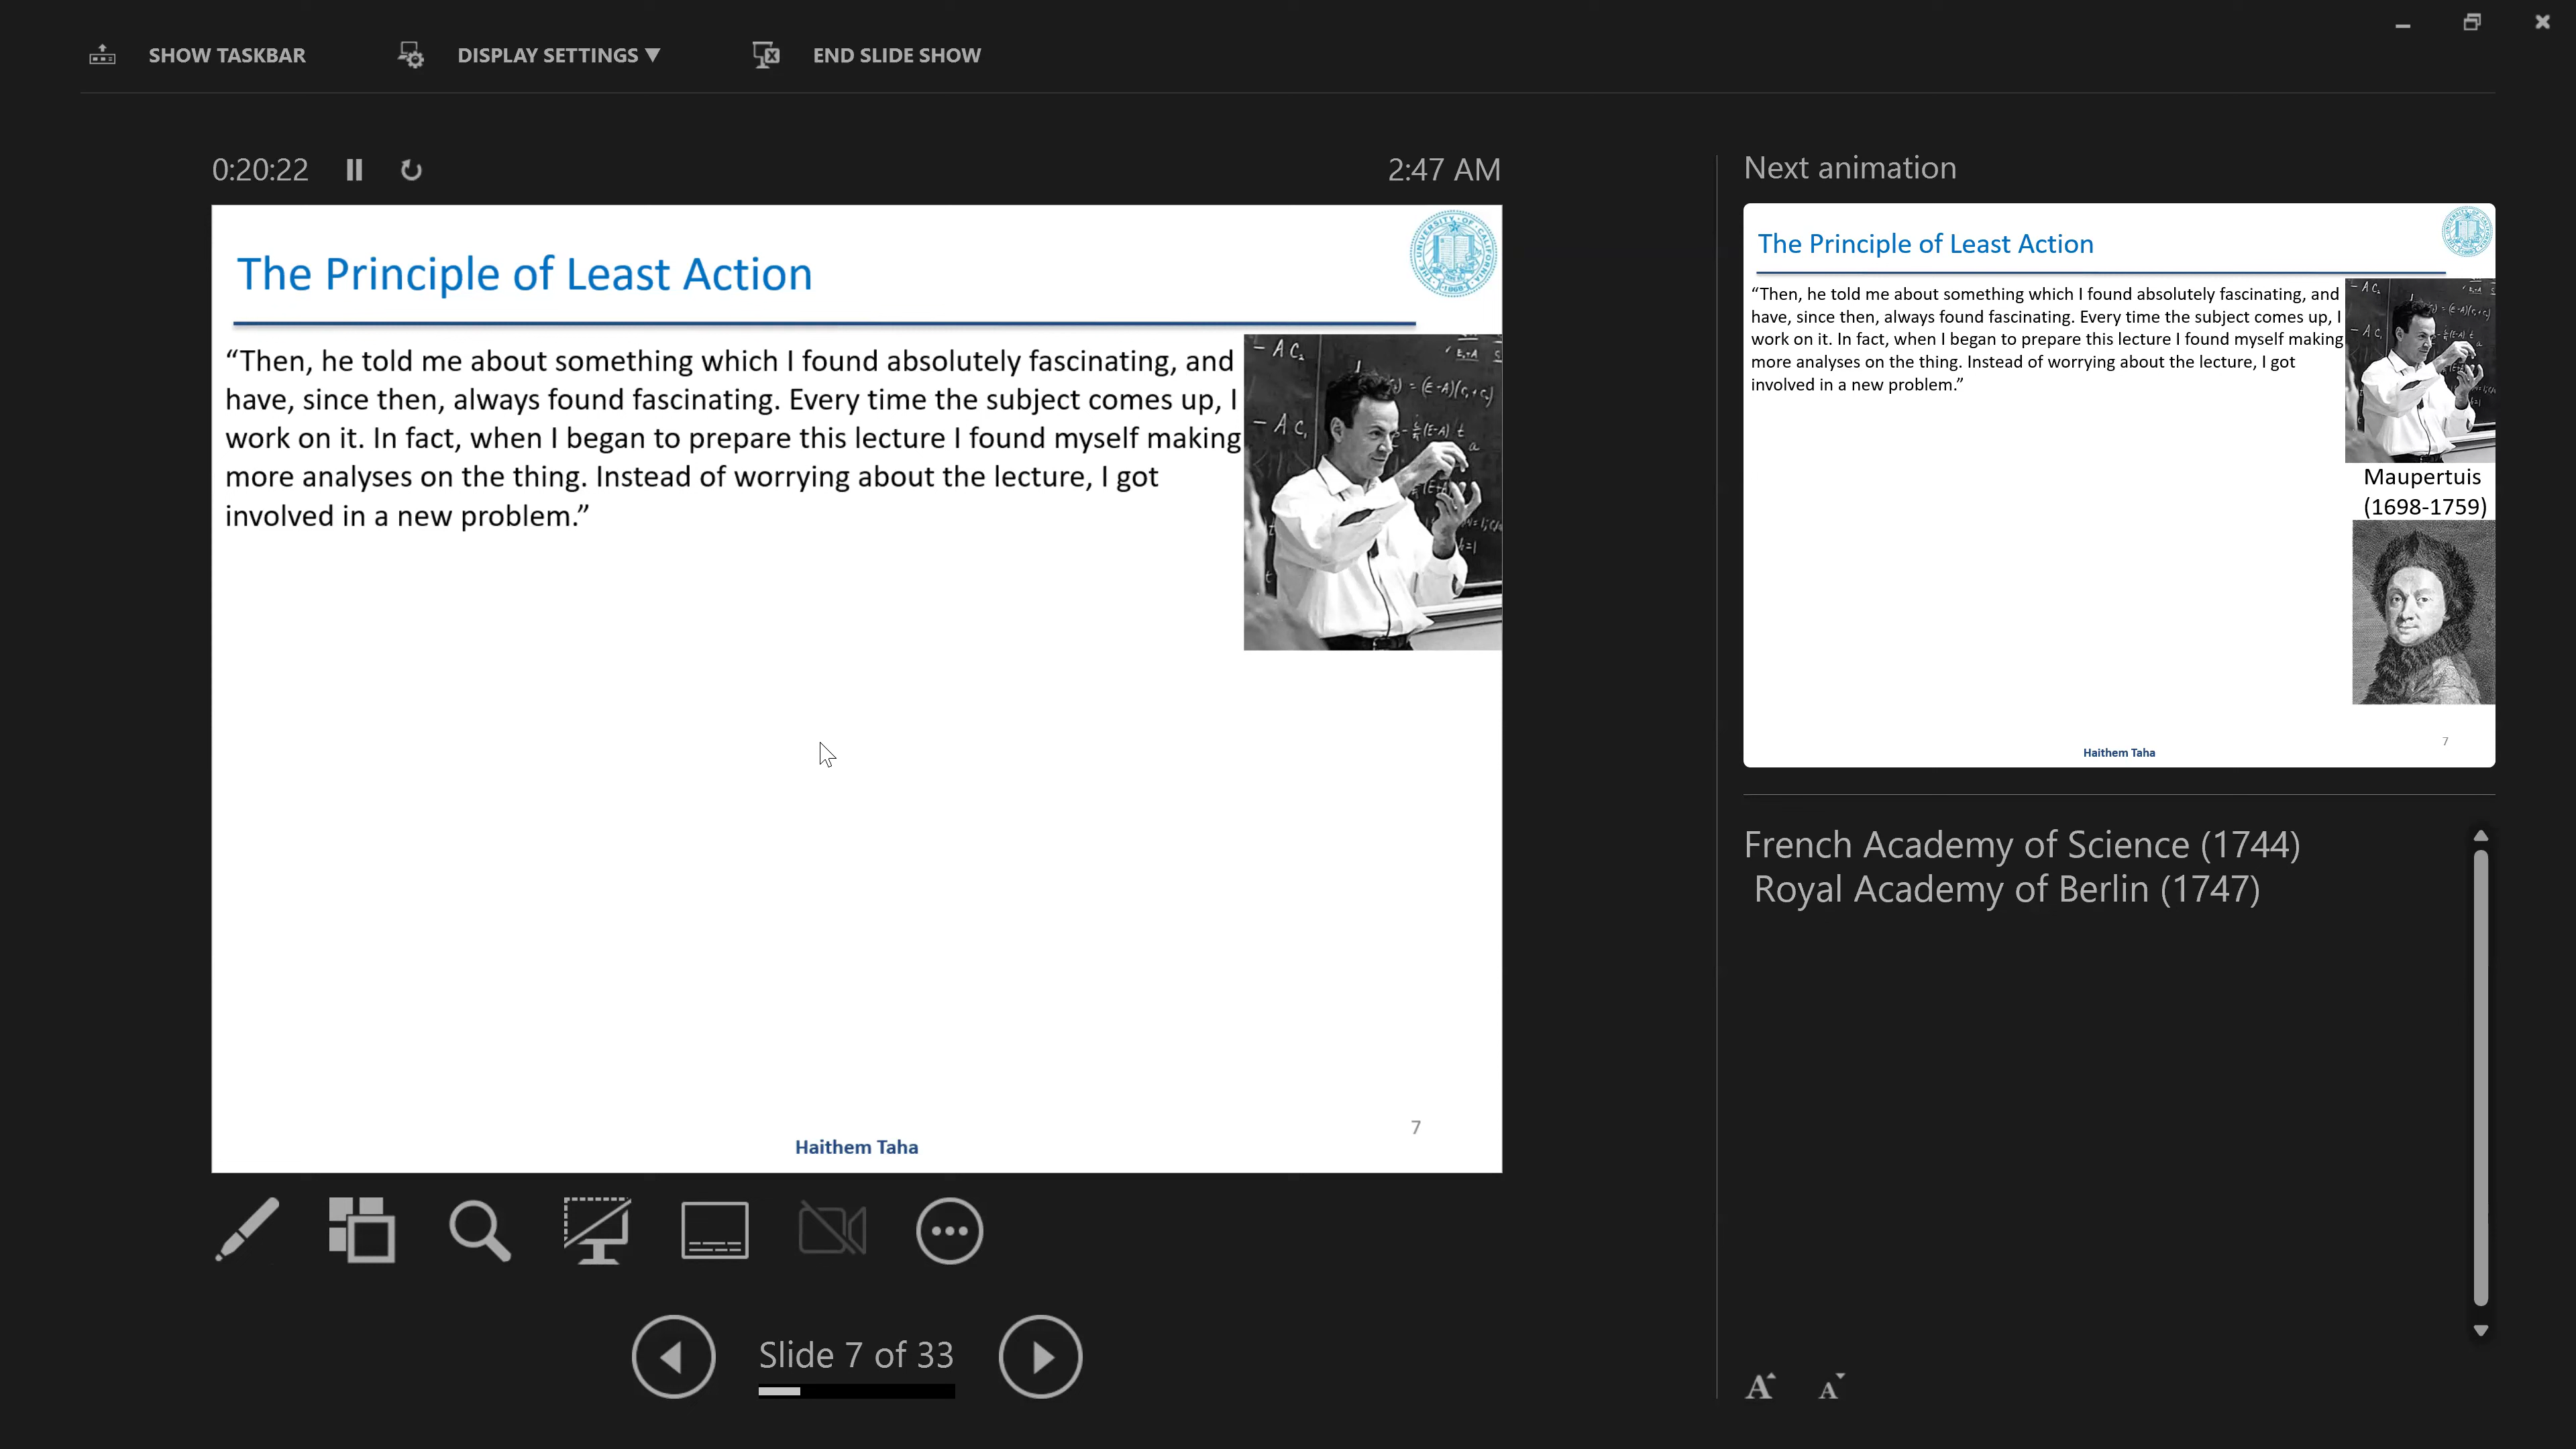 SHOW TASKBAR
DISPLAY SETTINGS ▼
END SLIDE SHOW
0:20:22
2:47 AM
The Principle of Least Action
“Then, he told me about something which I found absolutely fascinating, and
have, since then, always found fascinating. Every time the subject comes up, I
work on it. In fact, when I began to prepare this lecture I found myself making
more analyses on the thing. Instead of worrying about the lecture, I got
involved in a new problem.”
Haithem Taha
7
Slide 7 of 33
Next animation
The Principle of Least Action
“Then, he told me about something which I found absolutely fascinating, and
have, since then, always found fascinating. Every time the subject comes up, I
work on it. In fact, when I began to prepare this lecture I found myself making
more analyses on the thing. Instead of worrying about the lecture, I got
involved in a new problem.”
Maupertuis
(1698-1759)
7
Haithem Taha
French Academy of Science (1744)
Royal Academy of Berlin (1747)
A A